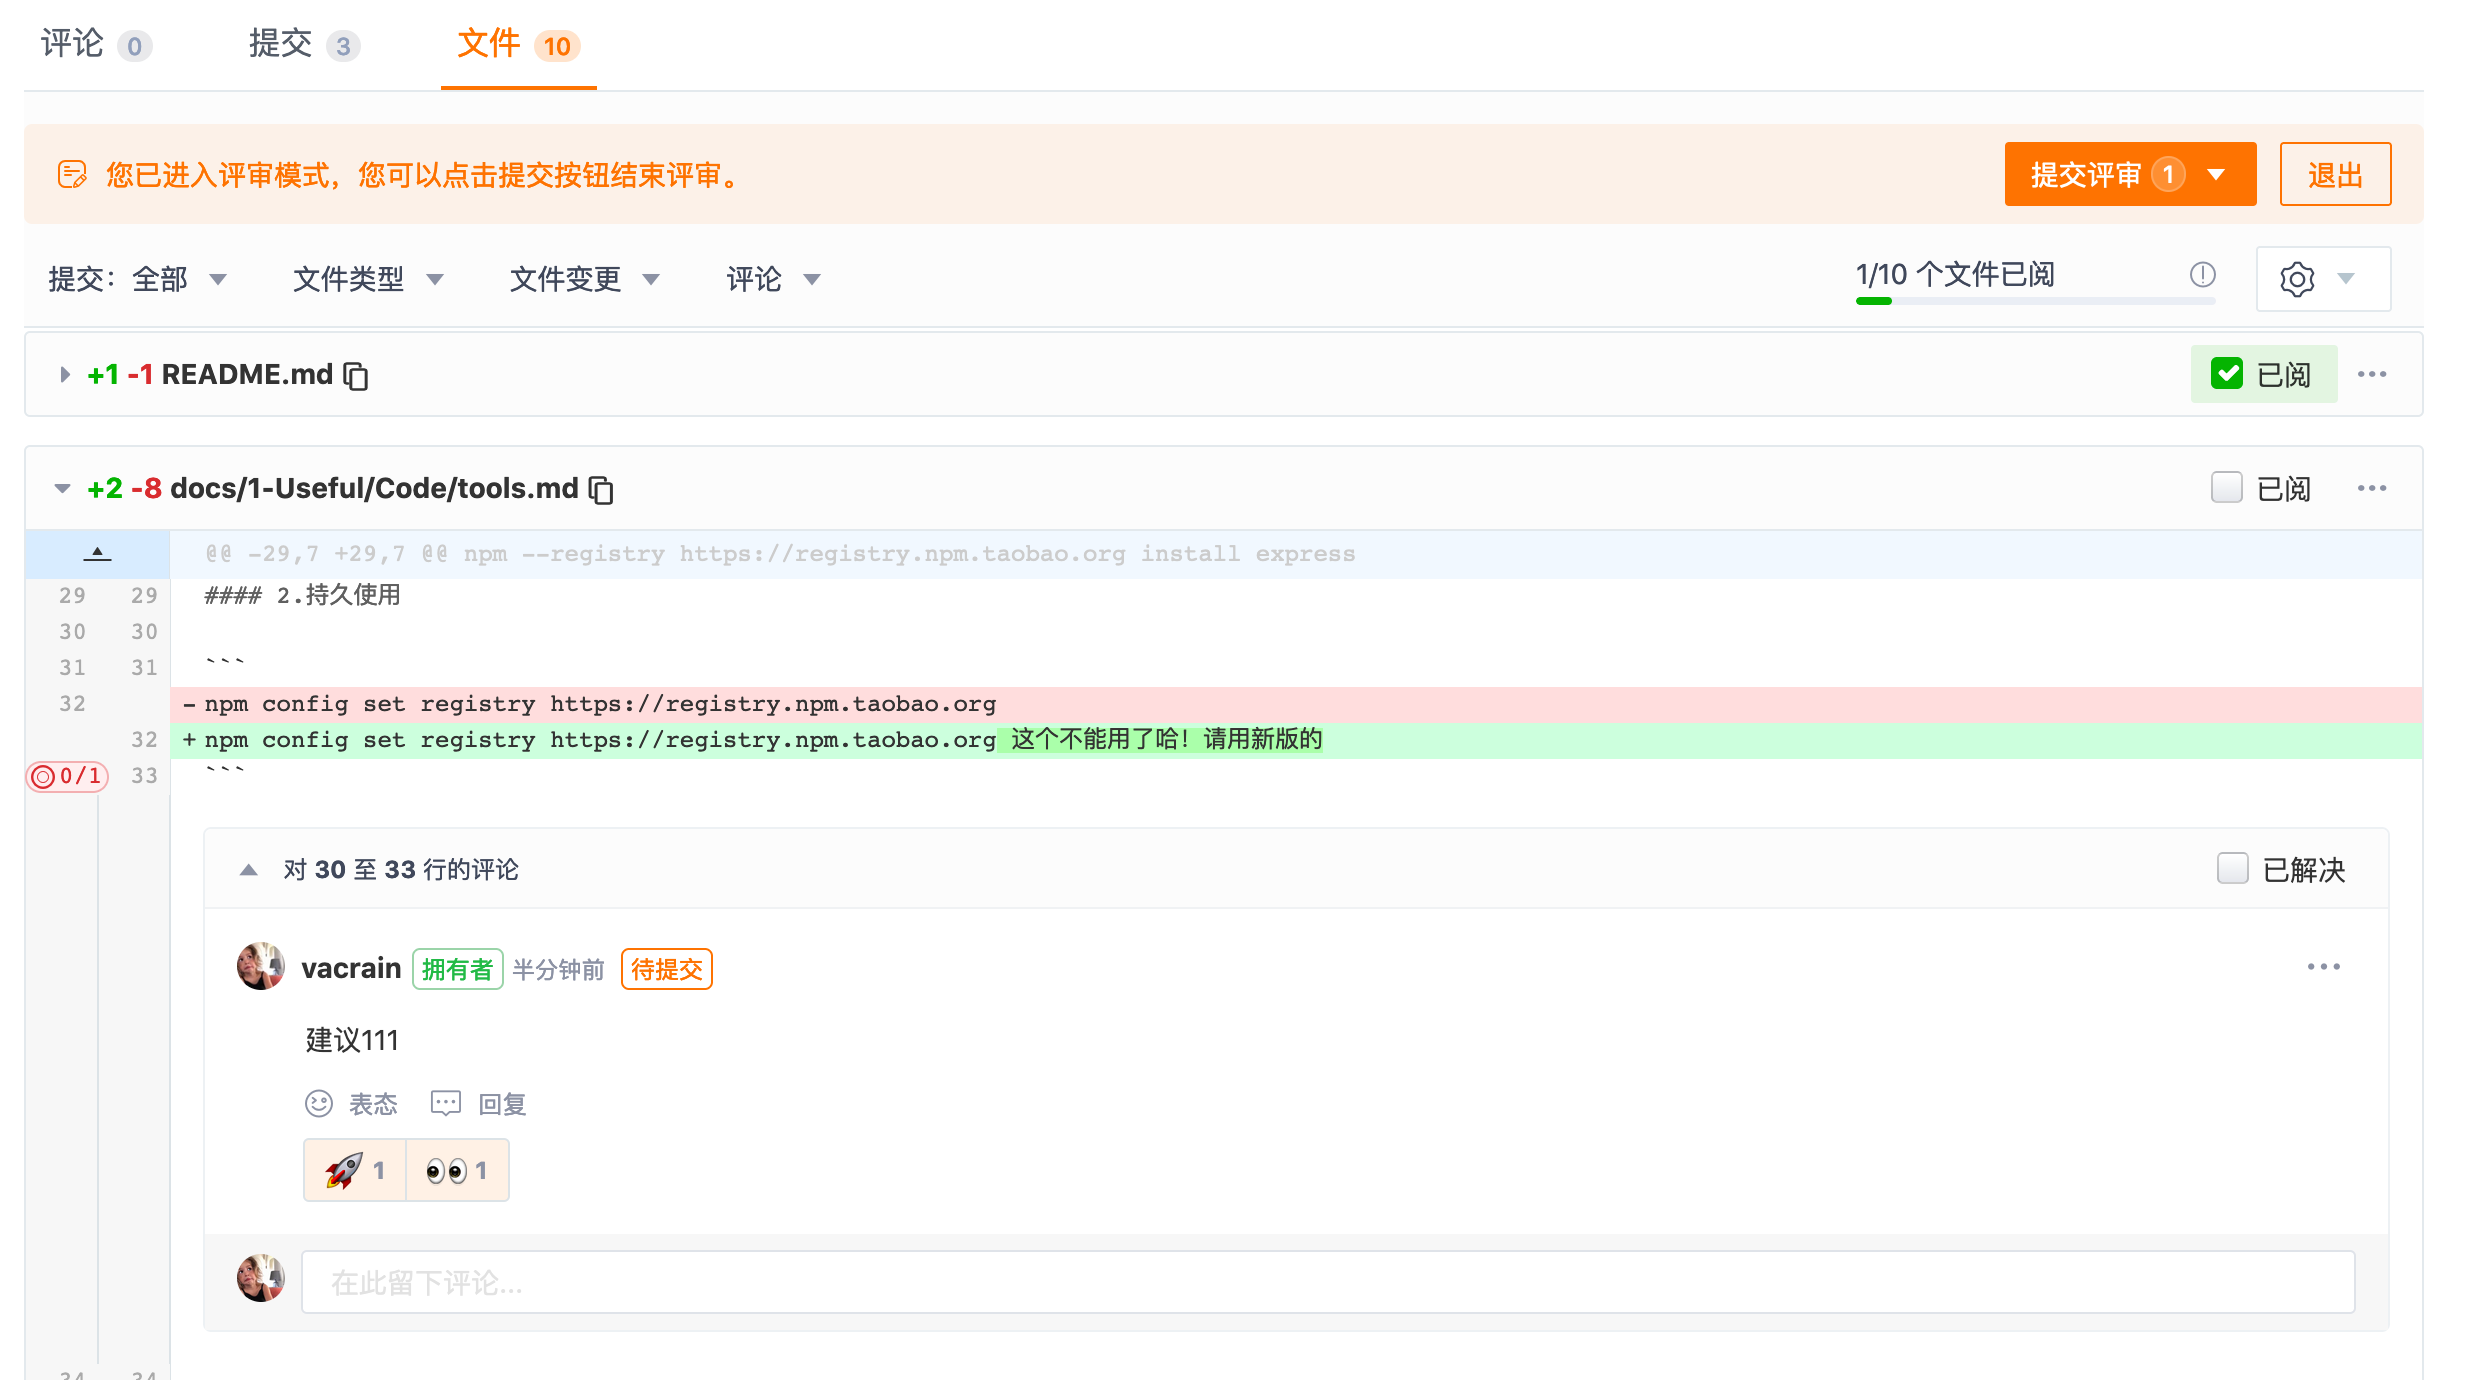 评论 0 提交 3 文件 10
您已进入评审模式，您可以点击提交按钮结束评审。 提交评审 1 退出
提交：全部 文件类型 文件变更 评论 1/10 个文件已阅
+1 -1 README.md 已阅
+2 -8 docs/1-Useful/Code/tools.md 已阅
@@ -29,7 +29,7 @@ npm --registry https://registry.npm.taobao.org install express
29 29 #### 2.持久使用
30 30
31 31 ```
32 - npm config set registry https://registry.npm.taobao.org
32 + npm config set registry https://registry.npm.taobao.org 这个不能用了哈！请用新版的
0/1 33 ```
对 30 至 33 行的评论 已解决
vacrain 拥有者 半分钟前 待提交
建议111
表态 回复
🚀 1 👀 1
在此留下评论...
34 34